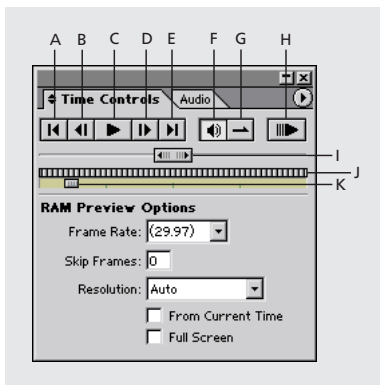 A B C D E F G H
Time Controls Audio
I
J
K
RAM Preview Options
Frame Rate: (29.97)
Skip Frames: 0
Resolution: Auto
From Current Time
Full Screen